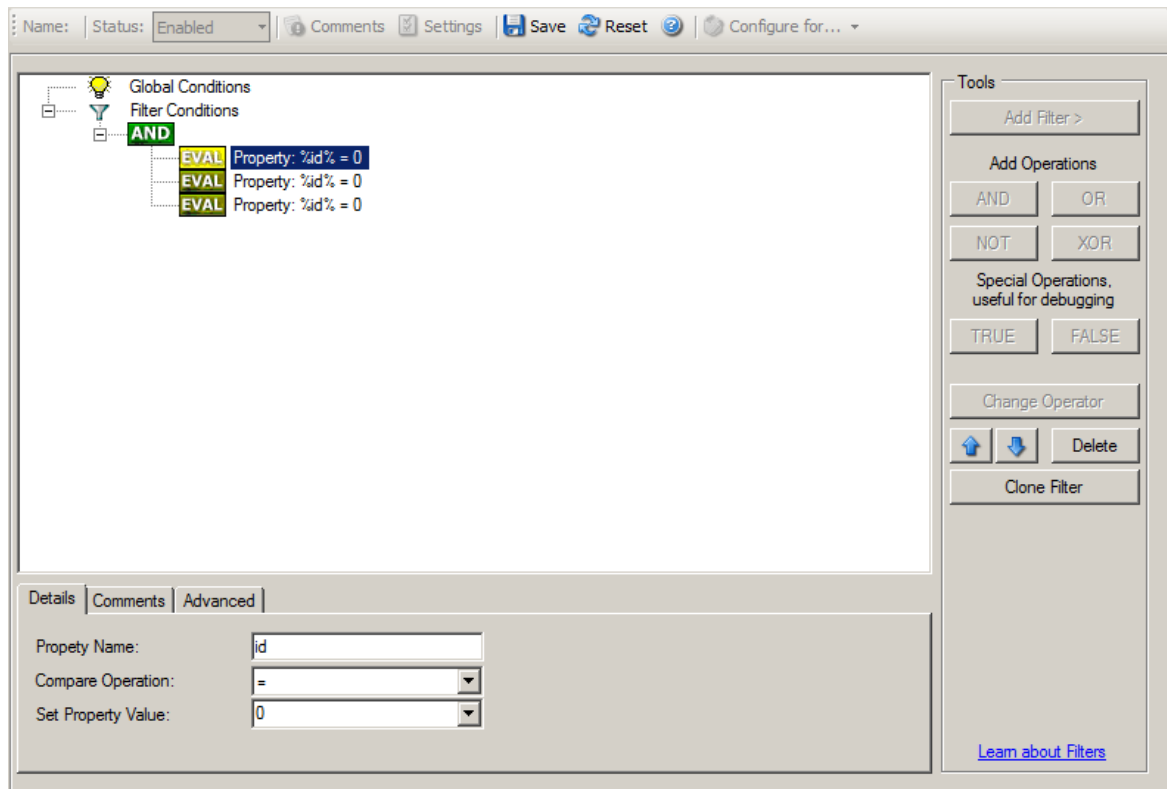 Name: Status: Enabled Comments Settings Save Reset Configure for...
Global Conditions
Filter Conditions
AND
EVAL Property: %id% = 0
EVAL Property: %id% = 0
EVAL Property: %id% = 0
Tools
Add Filter >
Add Operations
AND OR
NOT XOR
Special Operations,
useful for debugging
TRUE FALSE
Change Operator
Delete
Clone Filter
Learn about Filters
Details Comments Advanced
Propety Name: id
Compare Operation: =
Set Property Value: 0